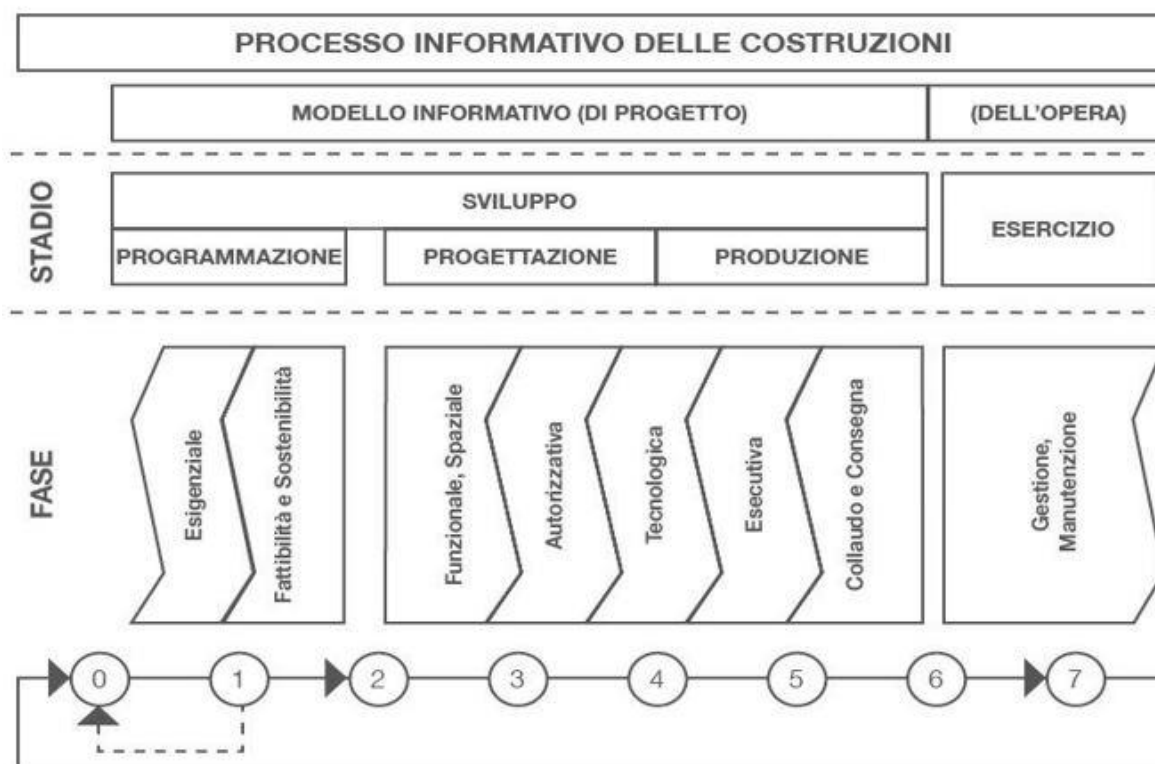 PROCESSO INFORMATIVO DELLE COSTRUZIONI
MODELLO INFORMATIVO (DI PROGETTO)
(DELL'OPERA)
STADIO
SVILUPPO
ESERCIZIO
PROGRAMMAZIONE
PROGETTAZIONE
PRODUZIONE
FASE
Esigenziale
Fattibilità e Sostenibilità
Funzionale, Spaziale
Autorizzativa
Tecnologica
Esecutiva
Collaudo e Consegna
Gestione,
Manutenzione
0
1
2
3
4
5
6
7